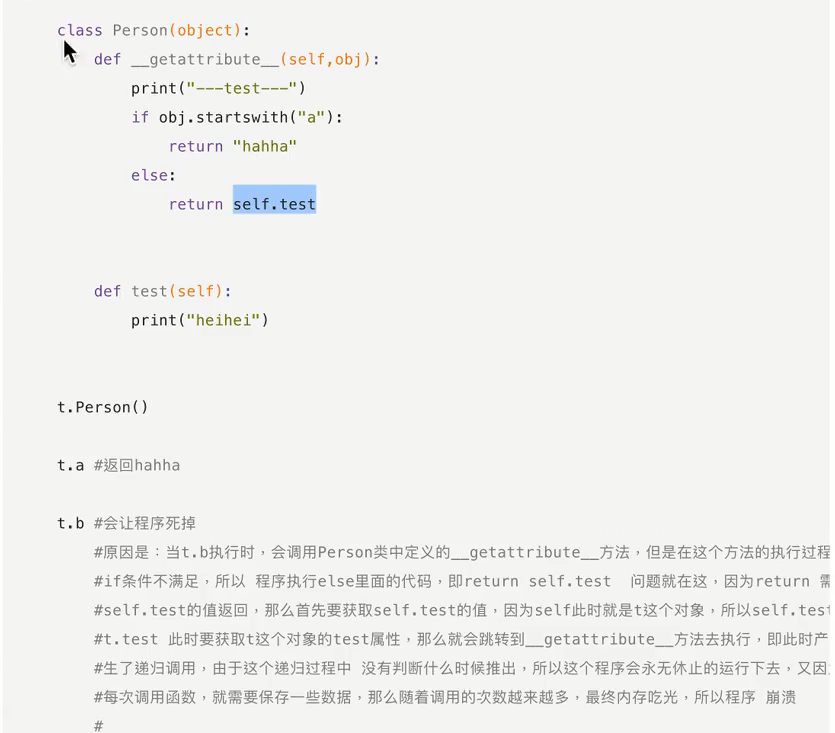 class Person(object):
def __getattribute__(self,obj):
print("---test---")
if obj.startswith("a"):
return "hahha"
else:
return self.test
def test(self):
print("heihei")
t.Person()
t.a #返回hahha
t.b #会让程序死掉
#原因是：当t.b执行时，会调用Person类中定义的__getattribute__方法，但是在这个方法的执行过程
#if条件不满足，所以 程序执行else里面的代码，即return self.test 问题就在这，因为return 需
#self.test的值返回，那么首先要获取self.test的值，因为self此时就是t这个对象，所以self.test
#t.test 此时要获取t这个对象的test属性，那么就会跳转到__getattribute__方法去执行，即此时产
#生了递归调用，由于这个递归过程中 没有判断什么时候推出，所以这个程序会永无休止的运行下去，又因
#每次调用函数，就需要保存一些数据，那么随着调用的次数越来越多，最终内存吃光，所以程序 崩溃
#